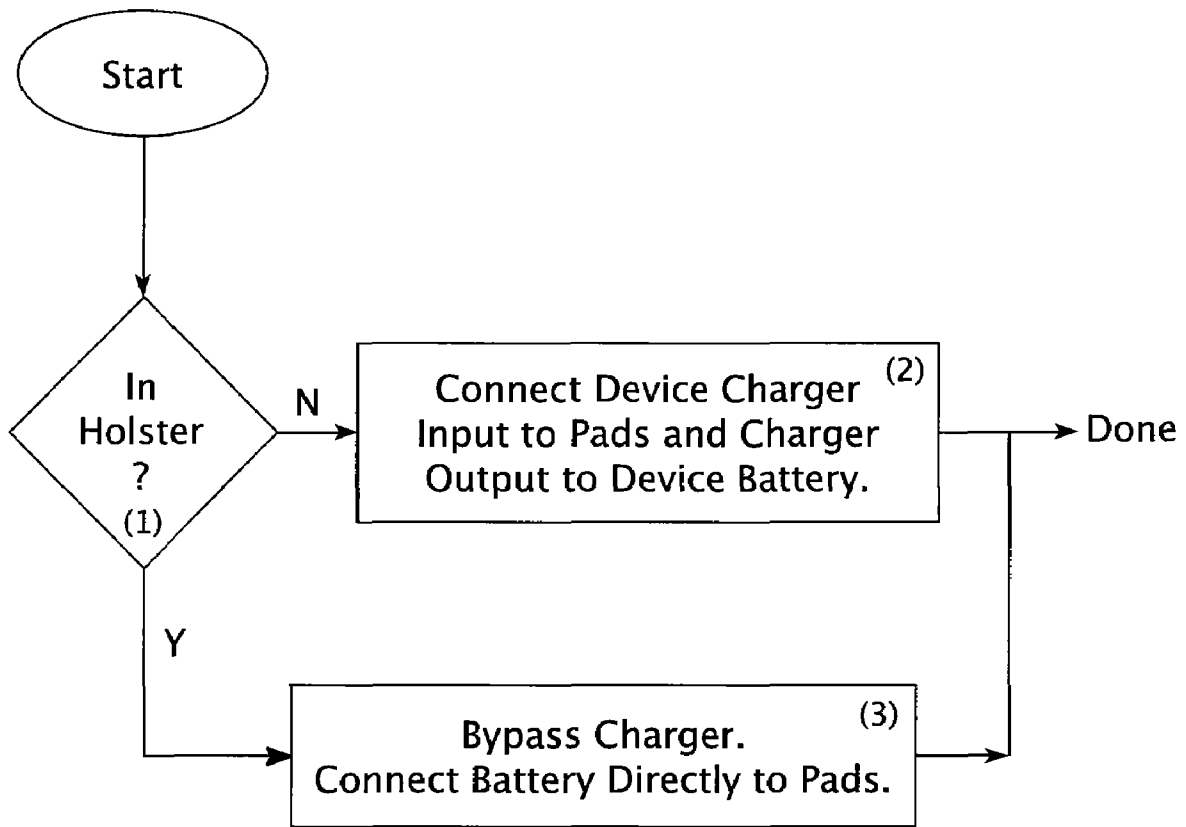 Start
In
Holster
?
(1)
N
Y
(2)
Connect Device Charger
Input to Pads and Charger
Output to Device Battery.
Done
(3)
Bypass Charger.
Connect Battery Directly to Pads.